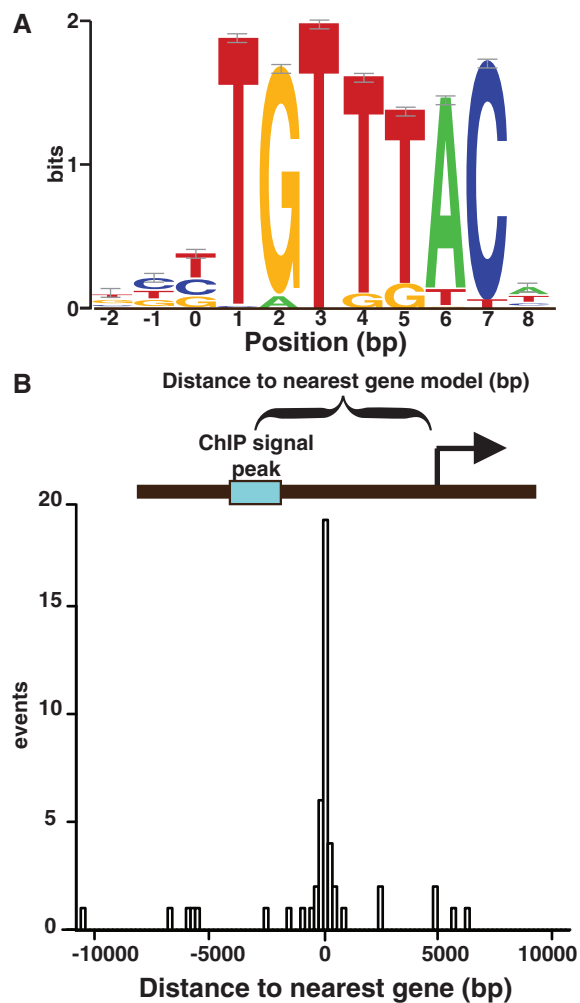 A
2
bits
1
0
T G T T T A C
C T G
C T G
T C G
A
G
G
T
T
A T C
-2 -1 0 1 2 3 4 5 6 7 8
Position (bp)
B
Distance to nearest gene model (bp)
ChIP signal
peak
20
15
events
10
5
0
-10000 -5000 0 5000 10000
Distance to nearest gene (bp)